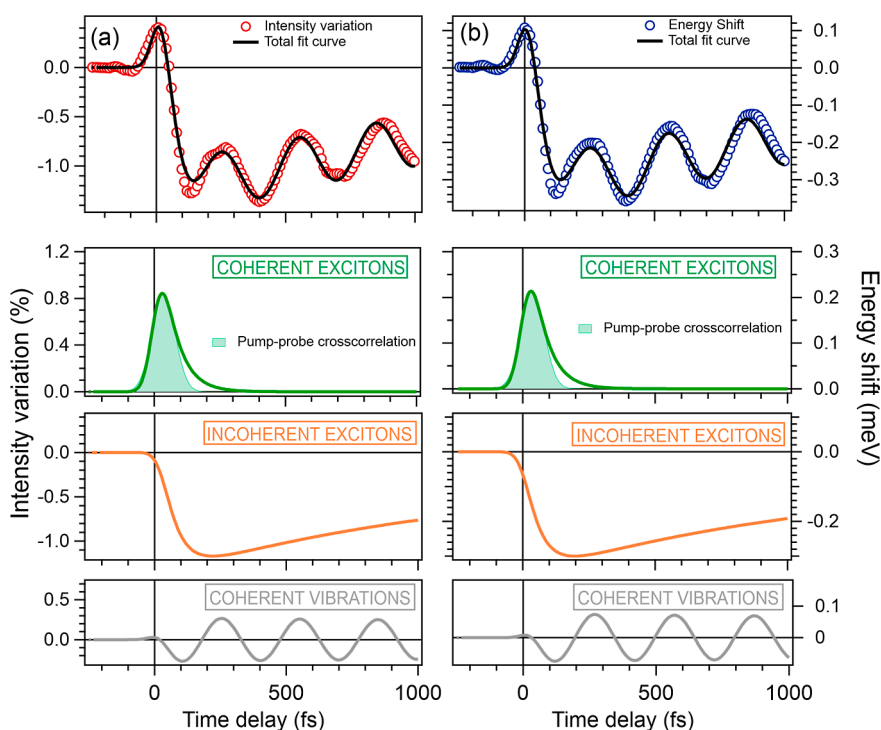 (a)
Intensity variation
Total fit curve
0.0
-0.5
-1.0
(b)
Energy Shift
Total fit curve
0.1
0.0
-0.1
-0.2
-0.3
1.2
0.8
0.4
0.0
COHERENT EXCITONS
Pump-probe crosscorrelation
COHERENT EXCITONS
Pump-probe crosscorrelation
0.3
0.2
0.1
0.0
Intensity variation (%)
Energy shift (meV)
0.0
-0.5
-1.0
INCOHERENT EXCITONS
INCOHERENT EXCITONS
0.0
-0.2
0.5
0.0
COHERENT VIBRATIONS
COHERENT VIBRATIONS
0.1
0
0 500 1000
Time delay (fs)
0 500 1000
Time delay (fs)